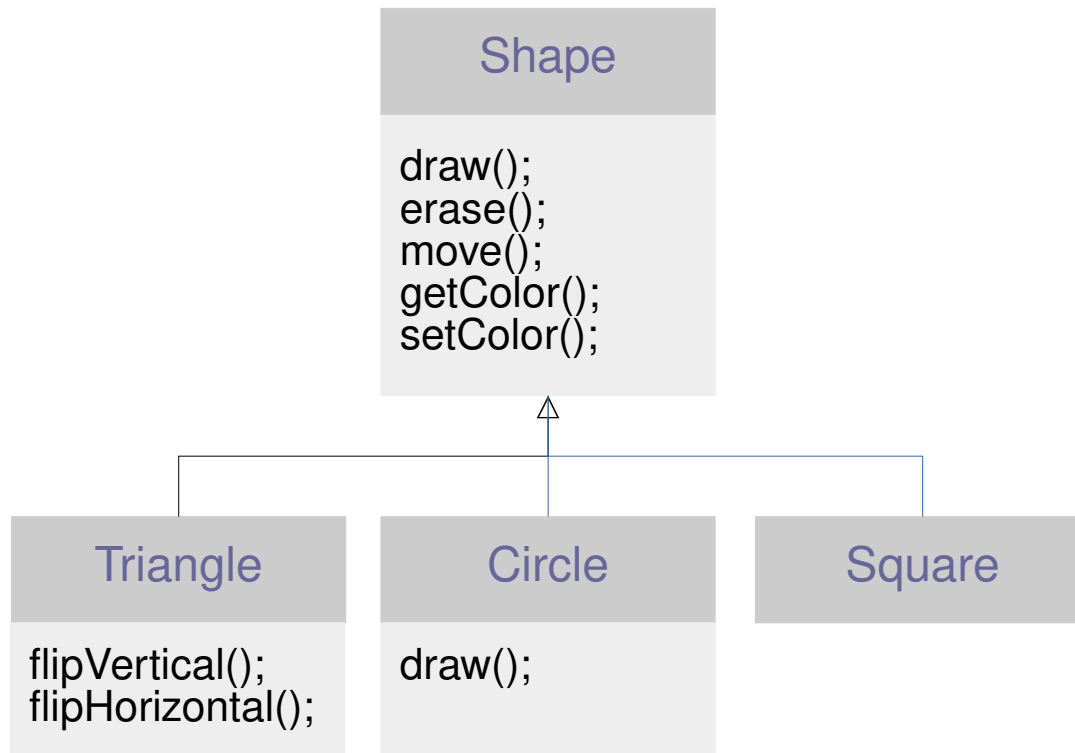 Shape
draw();
erase();
move();
getColor();
setColor();
Triangle
flipVertical();
flipHorizontal();
Circle
draw();
Square